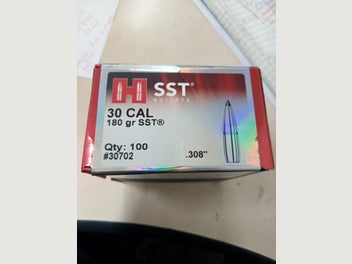 H SST®
BULLETS
30 CAL
180 gr SST®
Qty: 100
#30702
.308"